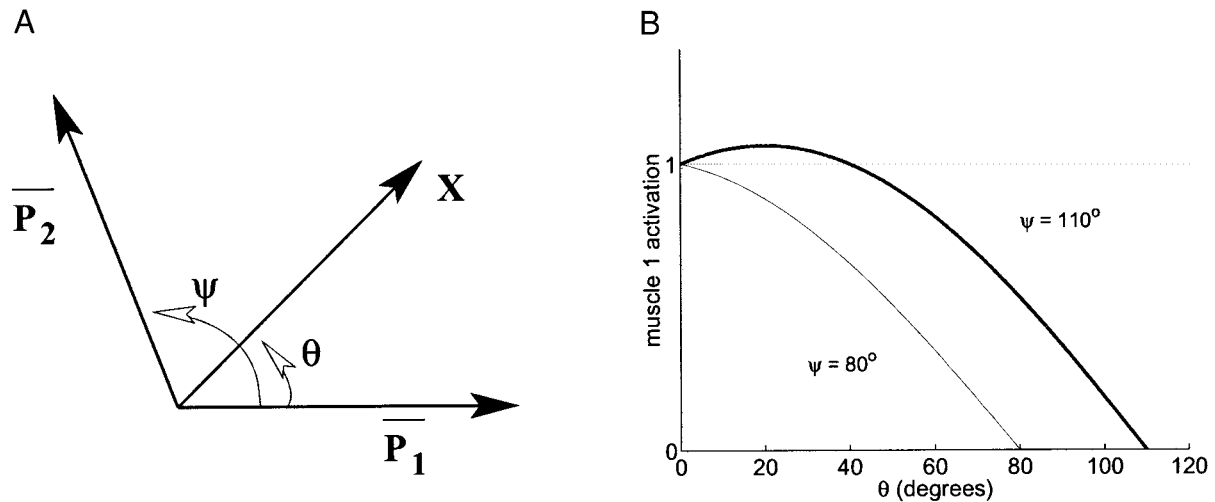 A
P₂
X
ψ
θ
P₁
B
muscle 1 activation
1
0
ψ = 110°
ψ = 80°
0 20 40 60 80 100 120
θ (degrees)